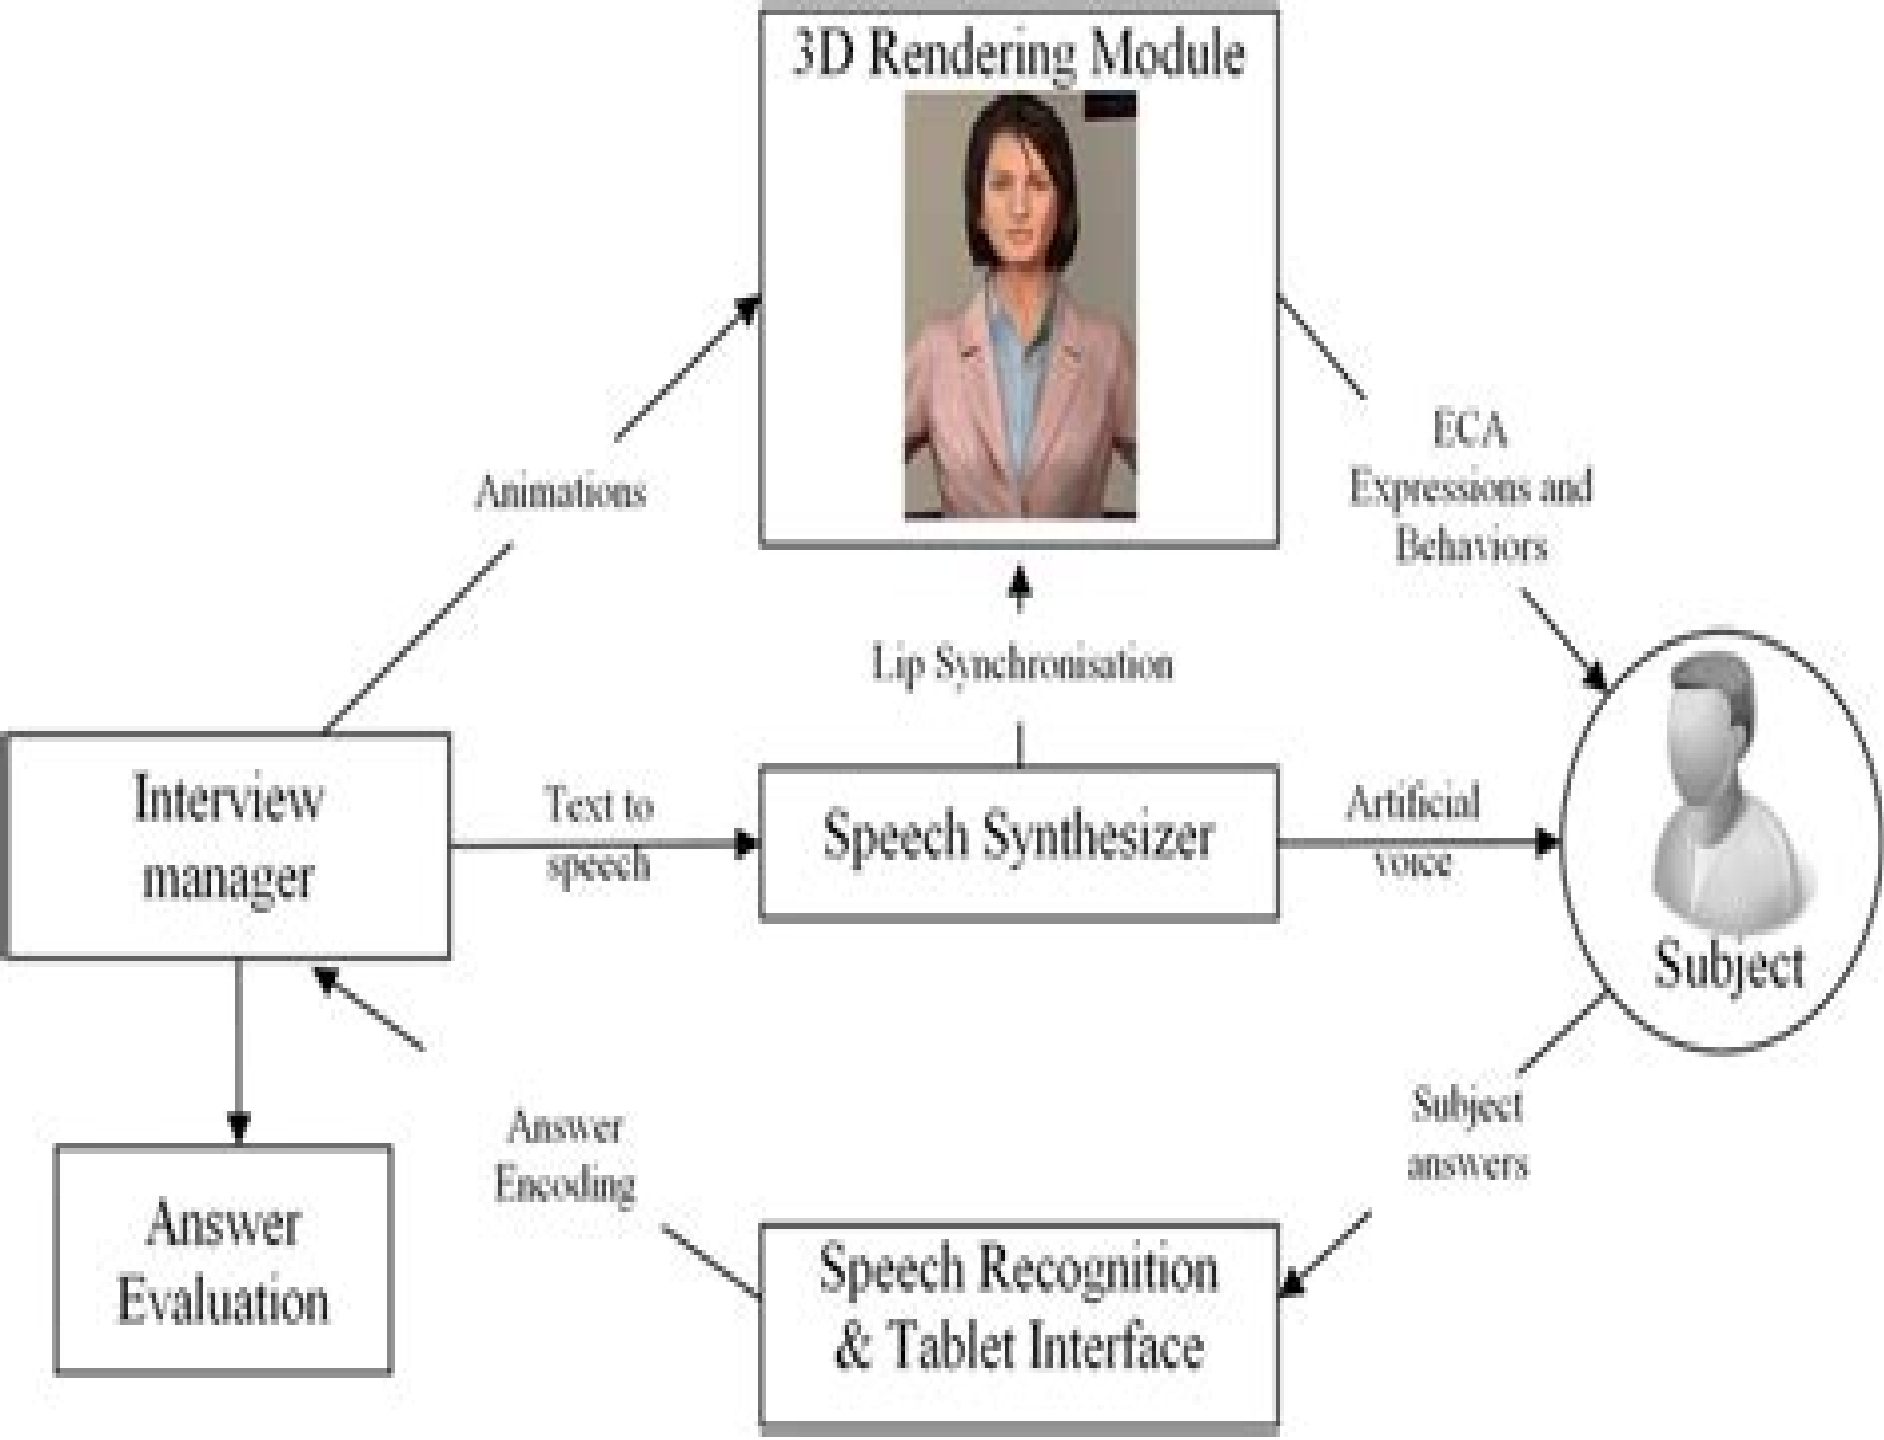 3D Rendering Module
ECA
Expressions and
Behaviors
Animations
Lip Synchronisation
Interview
manager
Text to
speech
Speech Synthesizer
Artificial
voice
Subject
Subject
answers
Answer
Encoding
Answer
Evaluation
Speech Recognition
& Tablet Interface